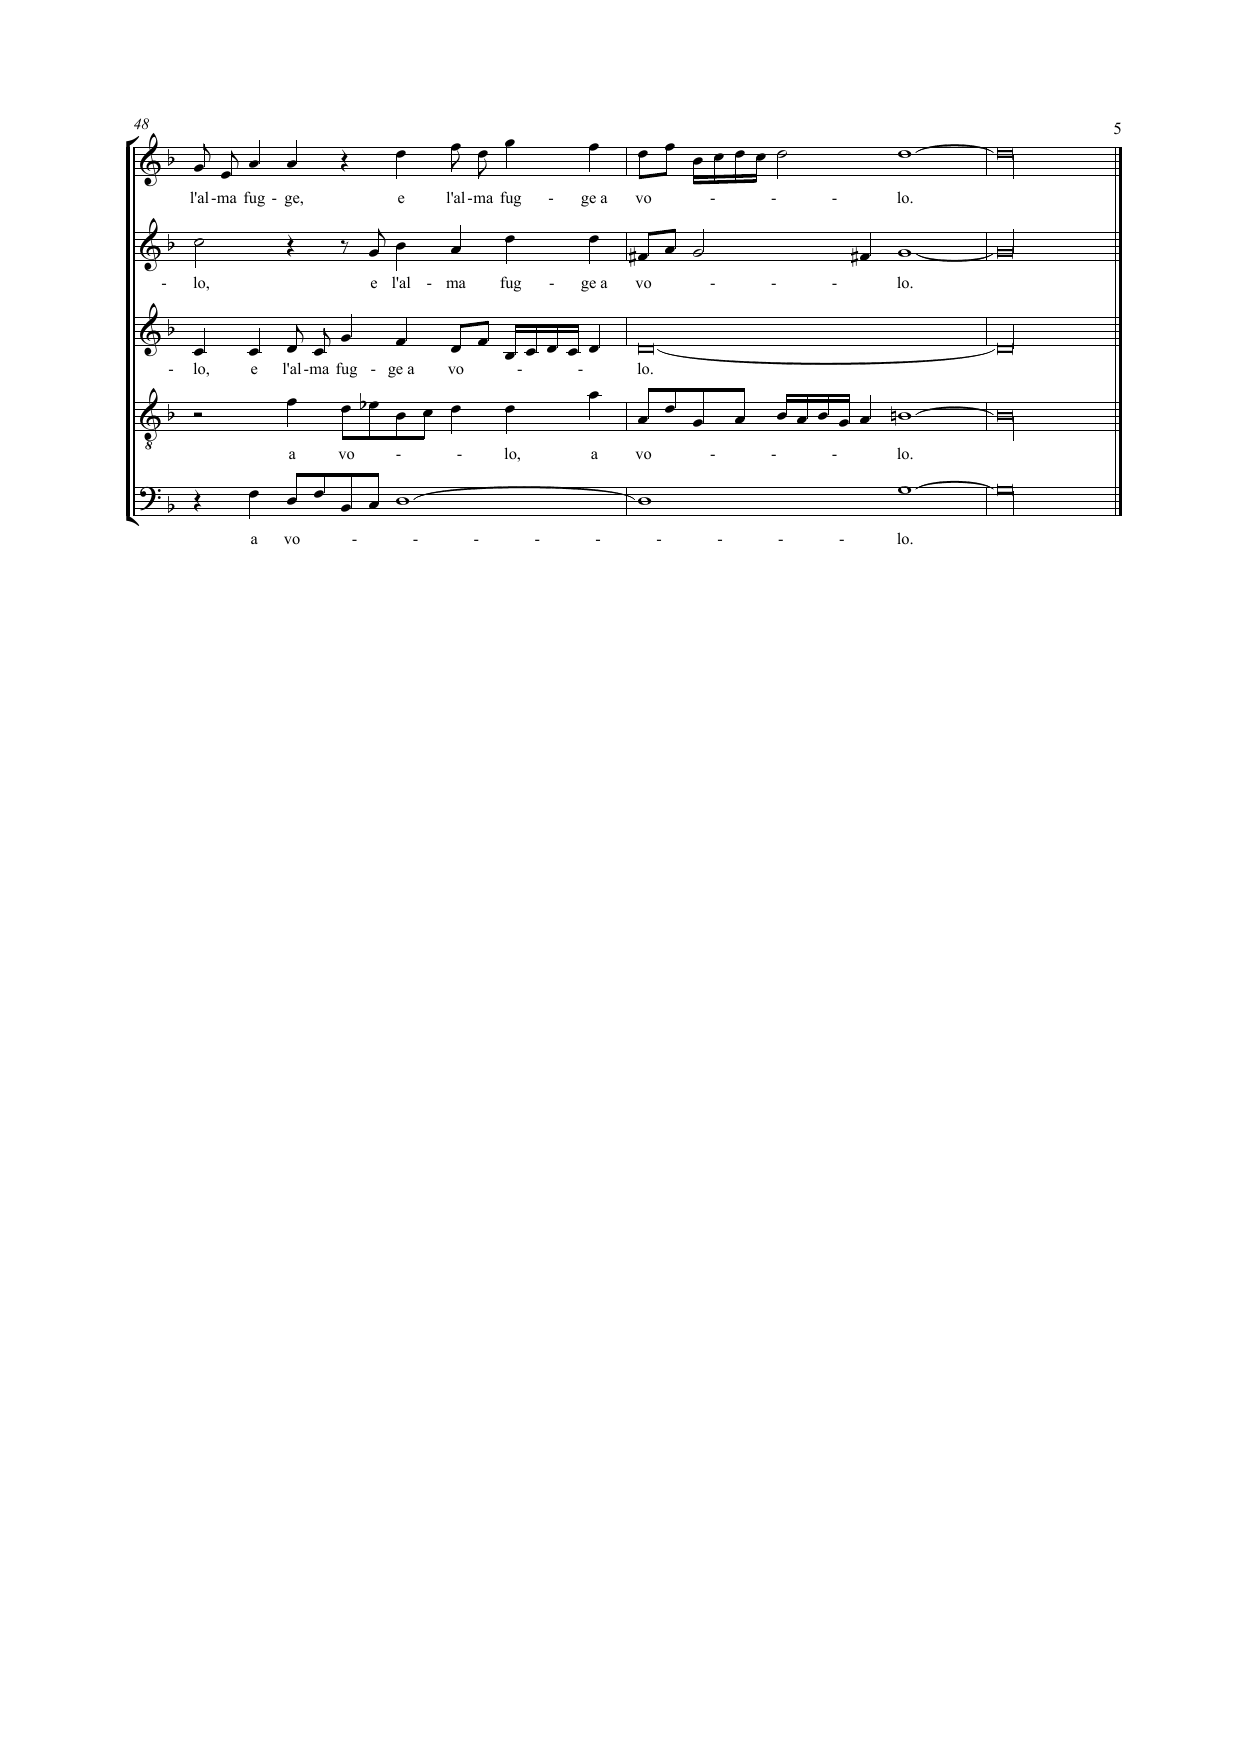 48
5
l'al-ma fug - ge, e l'al-ma fug - ge a vo - - - - lo.
- lo, e l'al - ma fug - ge a vo - - - - lo.
- lo, e l'al-ma fug - ge a vo - - - lo.
8
a vo - - lo, a vo - - - - lo.
a vo - - - - - - - - - - lo.